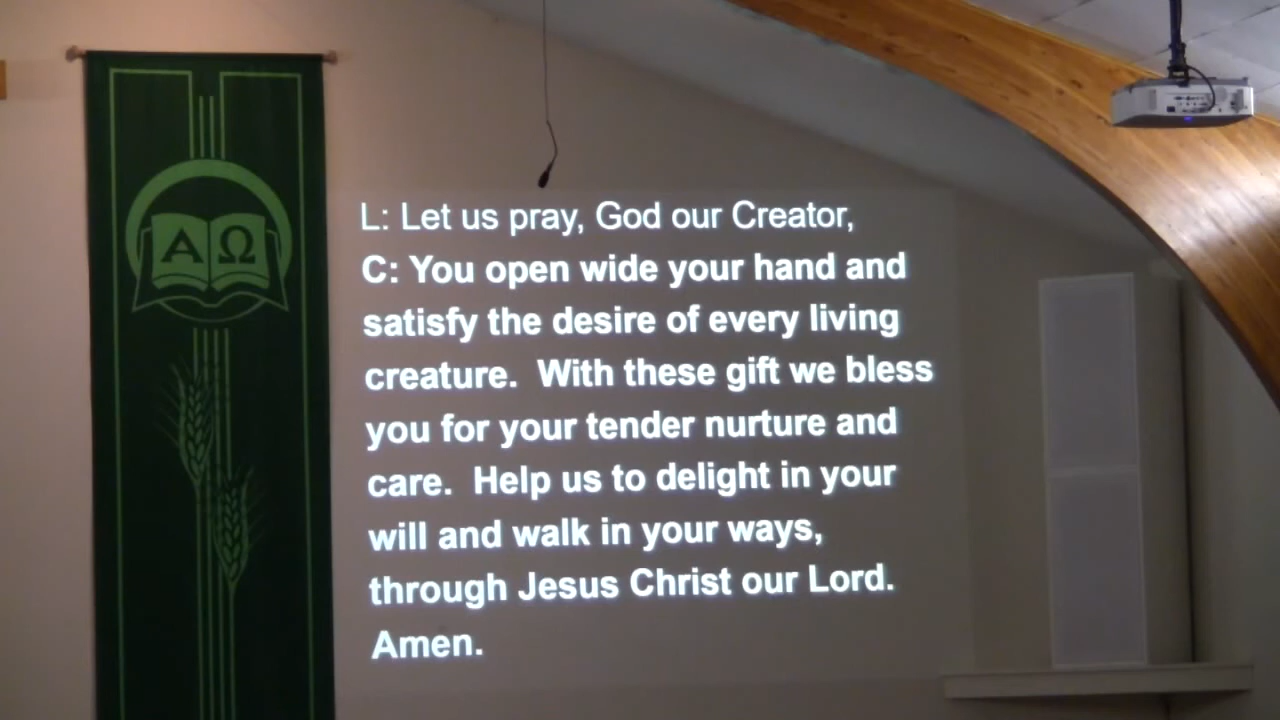 Α Ω
L: Let us pray, God our Creator,
C: You open wide your hand and
satisfy the desire of every living
creature.  With these gift we bless
you for your tender nurture and
care.  Help us to delight in your
will and walk in your ways,
through Jesus Christ our Lord.
Amen.